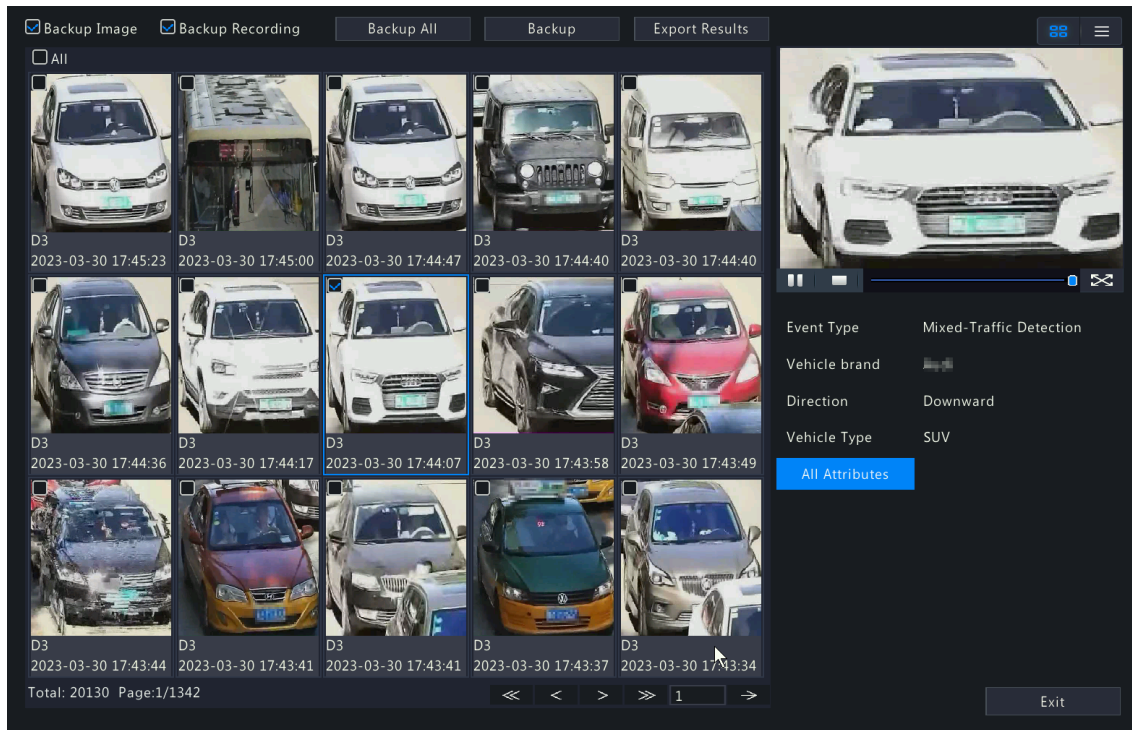 Backup Image Backup Recording Backup All Backup Export Results
All
D3 D3 D3 D3 D3
2023-03-30 17:45:23 2023-03-30 17:45:00 2023-03-30 17:44:47 2023-03-30 17:44:40 2023-03-30 17:44:40
D3 D3 D3 D3 D3
2023-03-30 17:44:36 2023-03-30 17:44:17 2023-03-30 17:44:07 2023-03-30 17:43:58 2023-03-30 17:43:49
D3 D3 D3 D3 D3
2023-03-30 17:43:44 2023-03-30 17:43:41 2023-03-30 17:43:41 2023-03-30 17:43:37 2023-03-30 17:43:34
Total: 20130 Page:1/1342
1
Event Type Mixed-Traffic Detection
Vehicle brand
Direction Downward
Vehicle Type SUV
All Attributes
Exit